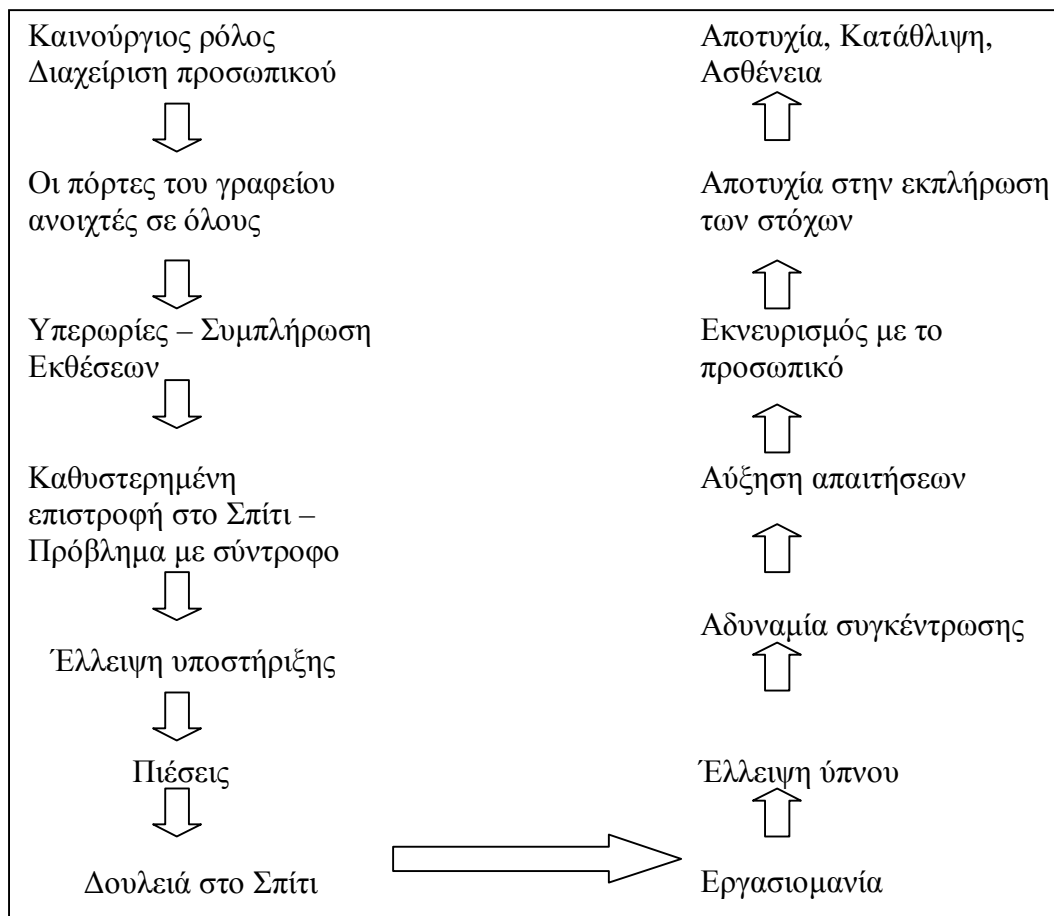 Καινούργιος ρόλος
Διαχείριση προσωπικού
Οι πόρτες του γραφείου
ανοιχτές σε όλους
Υπερωρίες – Συμπλήρωση
Εκθέσεων
Καθυστερημένη
επιστροφή στο Σπίτι –
Πρόβλημα με σύντροφο
Έλλειψη υποστήριξης
Πιέσεις
Δουλειά στο Σπίτι
Εργασιομανία
Έλλειψη ύπνου
Αδυναμία συγκέντρωσης
Αύξηση απαιτήσεων
Εκνευρισμός με το
προσωπικό
Αποτυχία στην εκπλήρωση
των στόχων
Αποτυχία, Κατάθλιψη,
Ασθένεια